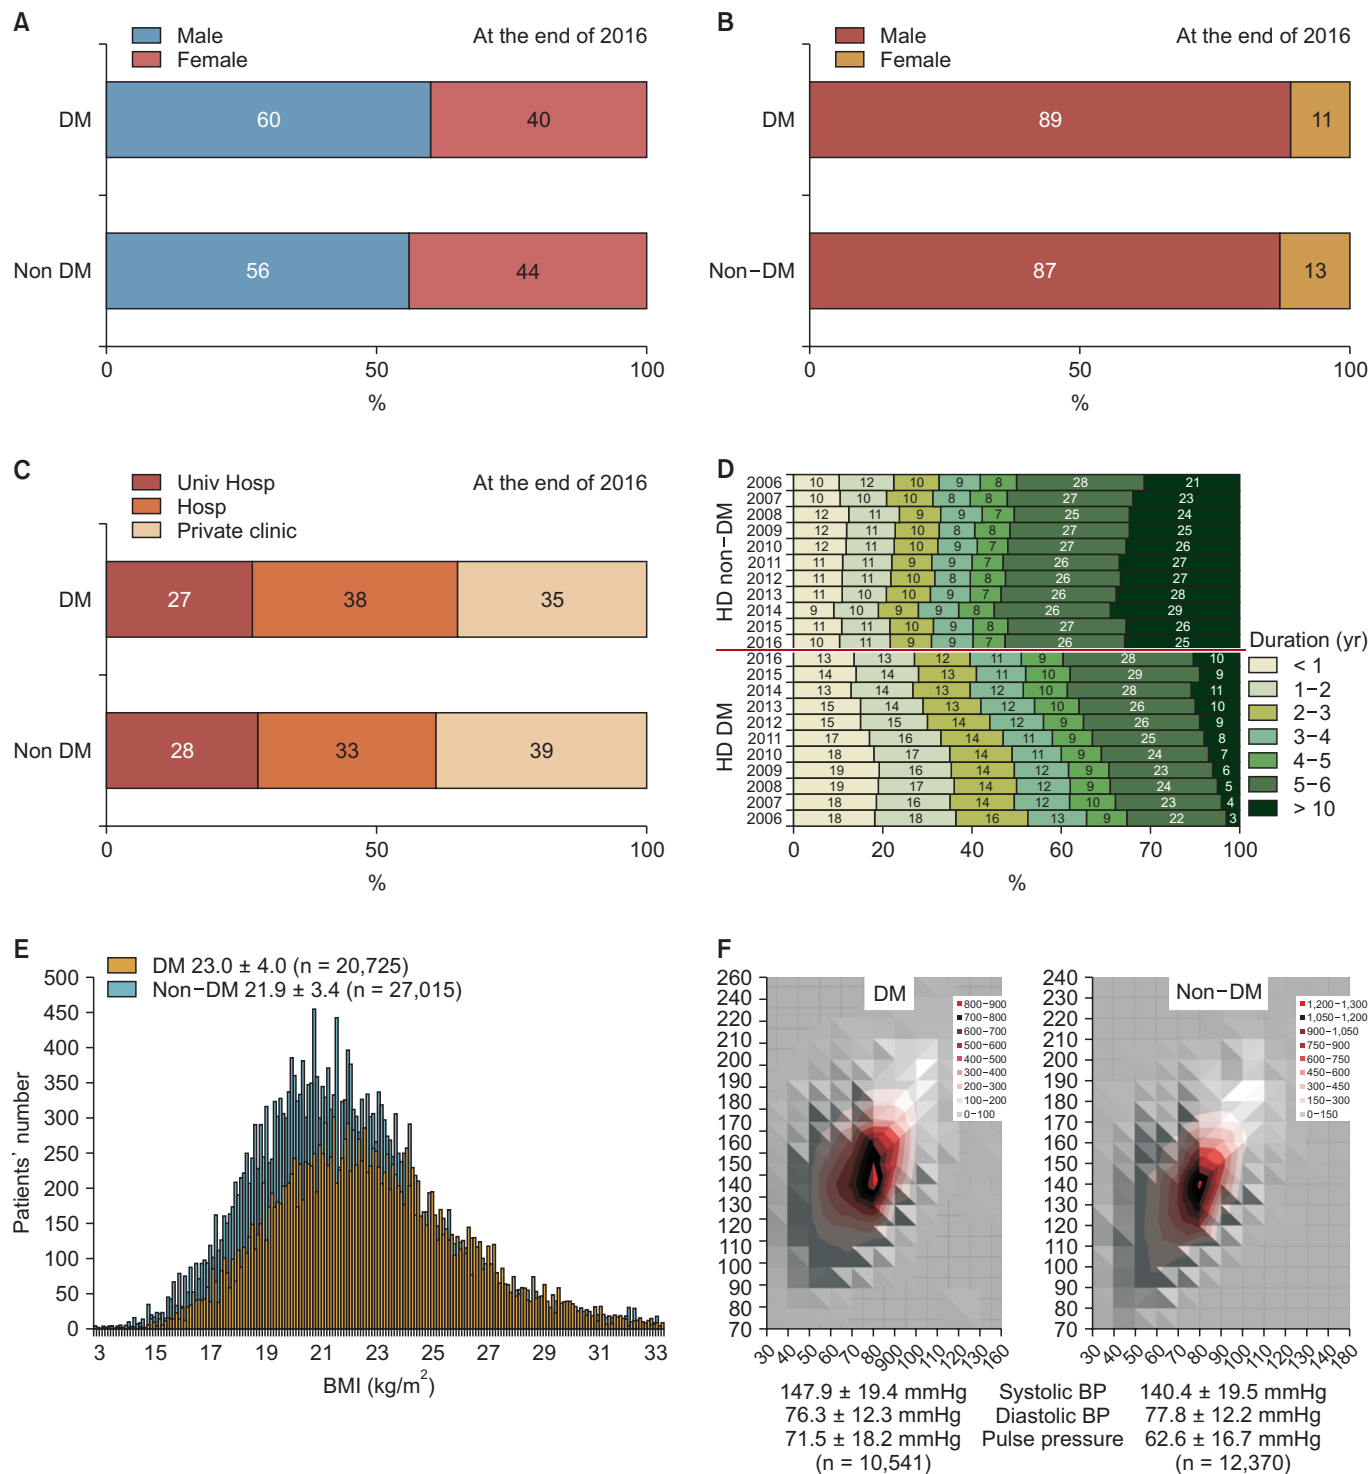 A
Male
Female
At the end of 2016
DM
60
40
Non DM
56
44
0
50
100
%
B
Male
Female
At the end of 2016
DM
89
11
Non−DM
87
13
0
50
100
%
C
Univ Hosp
Hosp
Private clinic
At the end of 2016
DM
27
38
35
Non DM
28
33
39
0
50
100
%
D
HD non−DM
2006 10 12 10 9 8 28 21
2007 10 10 10 8 8 27 23
2008 12 11 9 9 7 25 24
2009 12 11 10 8 8 27 25
2010 12 11 10 9 7 27 26
2011 11 11 9 9 7 26 27
2012 11 11 10 8 8 26 27
2013 11 10 10 9 7 26 28
2014 9 10 9 9 8 26 29
2015 11 11 10 9 8 27 26
2016 10 11 9 9 7 26 25
HD DM
2016 13 13 12 11 9 28 10
2015 14 14 13 11 10 29 9
2014 13 14 13 12 10 28 11
2013 15 14 13 12 10 26 10
2012 15 15 14 12 9 26 9
2011 17 16 14 11 9 25 8
2010 18 17 14 11 9 24 7
2009 19 16 14 12 9 23 6
2008 19 17 14 12 9 24 5
2007 18 16 14 12 10 23 4
2006 18 18 16 13 9 22 3
0 20 40 60 70 100
%
Duration (yr)
< 1
1−2
2−3
3−4
4−5
5−6
> 10
E
DM 23.0 ± 4.0 (n = 20,725)
Non−DM 21.9 ± 3.4 (n = 27,015)
Patients' number
500
450
400
350
300
250
200
150
100
50
0
3 15 17 19 21 23 25 27 29 31 33
BMI (kg/m²)
F
DM
260
240
220
210
200
190
180
170
160
150
140
130
120
110
100
90
80
70
800−900
700−800
600−700
500−600
400−500
300−400
200−300
100−200
0−100
30 40 50 60 70 80 900 100 110 120 130 160
Non−DM
240
230
220
210
200
190
180
170
160
150
140
130
120
110
100
90
80
70
1,200−1,300
1,050−1,200
900−1,050
750−900
600−750
450−600
300−450
150−300
0−150
30 40 50 60 70 80 90 100 110 120 130 140 180
147.9 ± 19.4 mmHg Systolic BP 140.4 ± 19.5 mmHg
76.3 ± 12.3 mmHg Diastolic BP 77.8 ± 12.2 mmHg
71.5 ± 18.2 mmHg Pulse pressure 62.6 ± 16.7 mmHg
(n = 10,541) (n = 12,370)